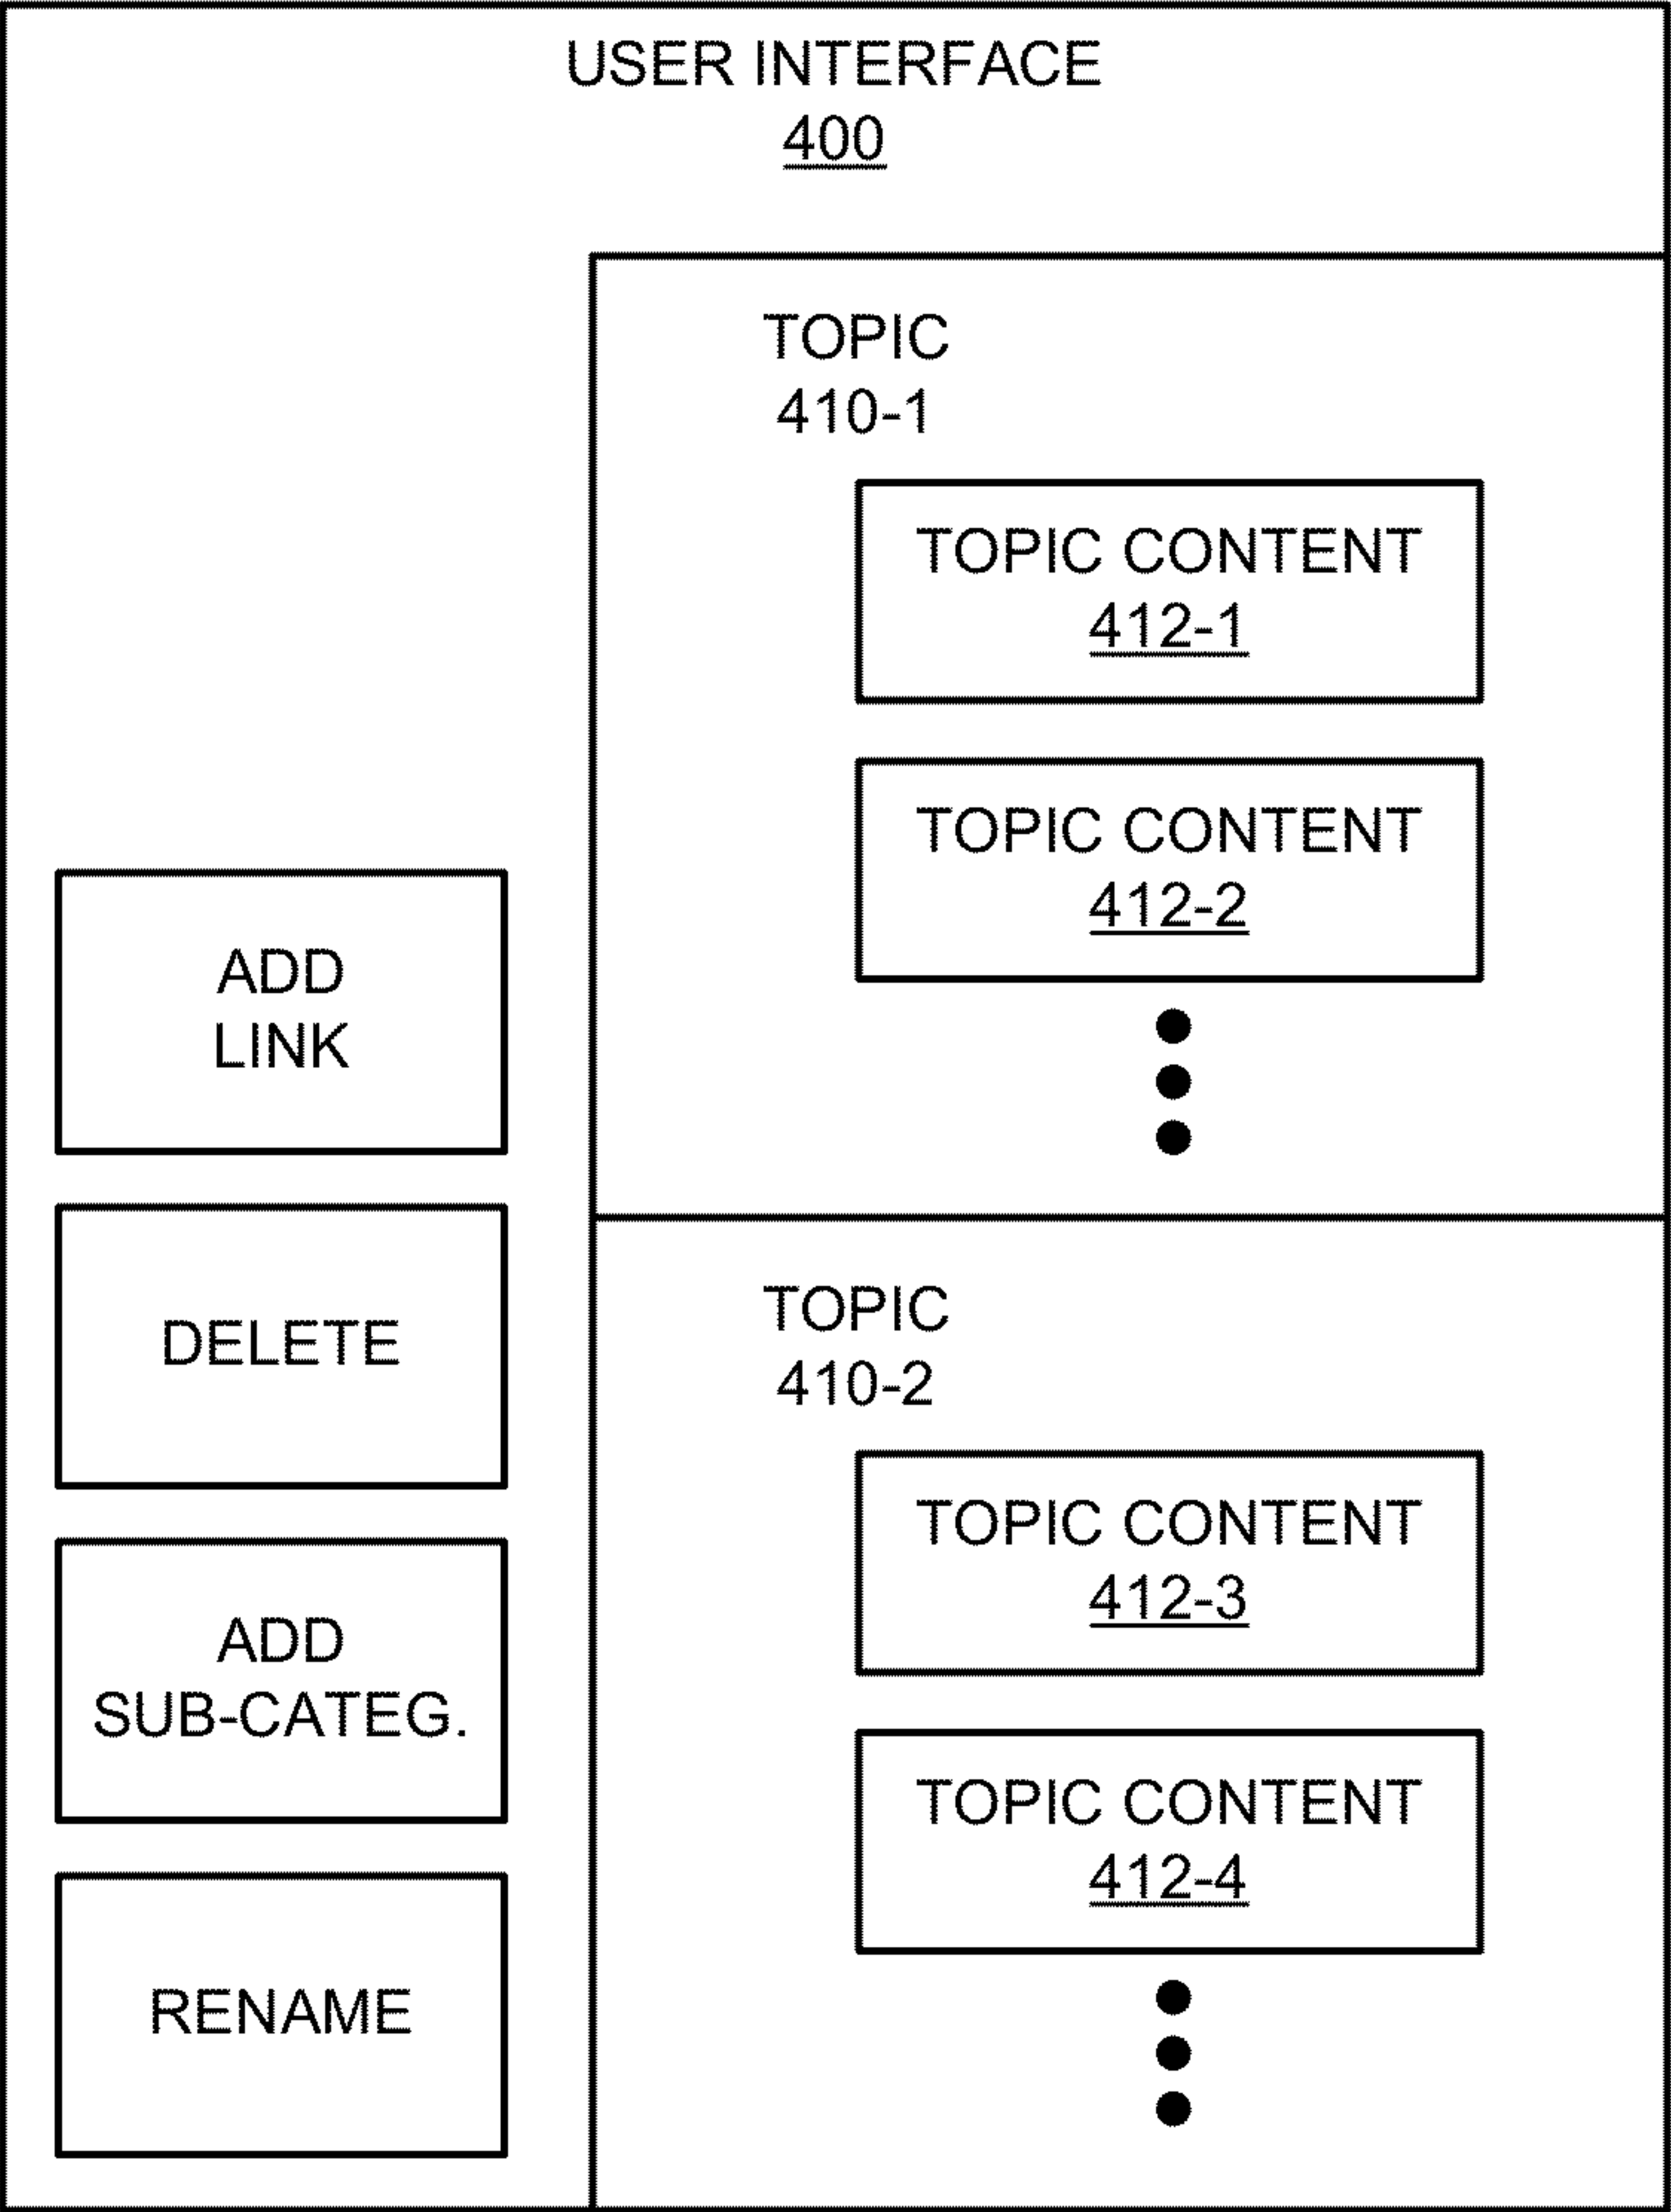 USER INTERFACE
400
TOPIC
410-1
TOPIC CONTENT
412-1
TOPIC CONTENT
412-2
ADD
LINK
DELETE
ADD
SUB-CATEG.
RENAME
TOPIC
410-2
TOPIC CONTENT
412-3
TOPIC CONTENT
412-4